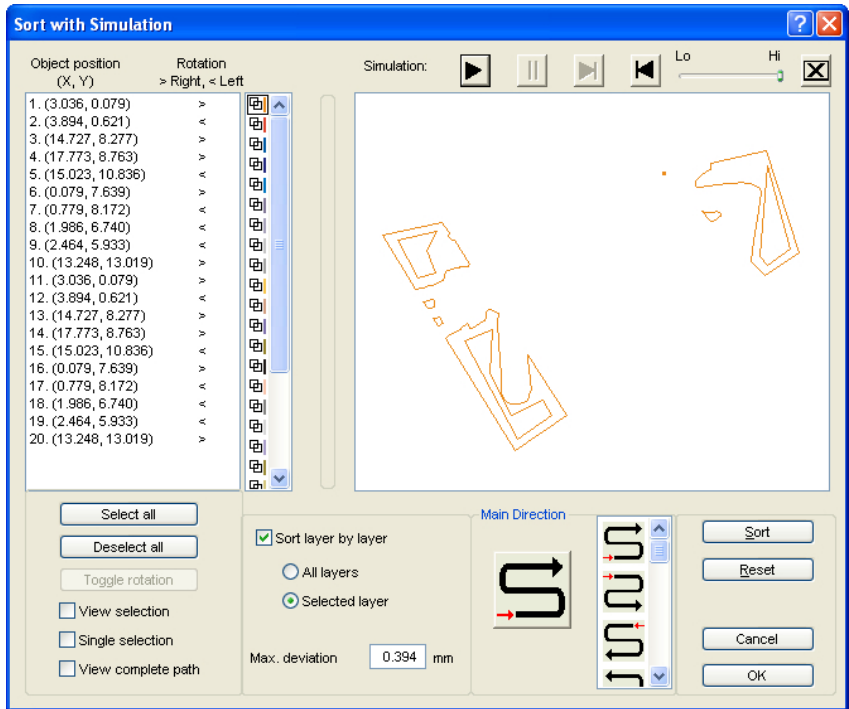 Sort with Simulation
Object position Rotation
(X, Y) > Right, < Left
Simulation:
Lo Hi
1. (3.036, 0.079) >
2. (3.894, 0.621) <
3. (14.727, 8.277) >
4. (17.773, 8.763) >
5. (15.023, 10.836) <
6. (0.079, 7.639) >
7. (0.779, 8.172) <
8. (1.986, 6.740) <
9. (2.464, 5.933) <
10. (13.248, 13.019) >
11. (3.036, 0.079) >
12. (3.894, 0.621) <
13. (14.727, 8.277) >
14. (17.773, 8.763) >
15. (15.023, 10.836) <
16. (0.079, 7.639) >
17. (0.779, 8.172) <
18. (1.986, 6.740) <
19. (2.464, 5.933) <
20. (13.248, 13.019) >
Select all
Deselect all
Toggle rotation
View selection
Single selection
View complete path
Sort layer by layer
All layers
Selected layer
Max. deviation 0.394 mm
Main Direction
Sort
Reset
Cancel
OK